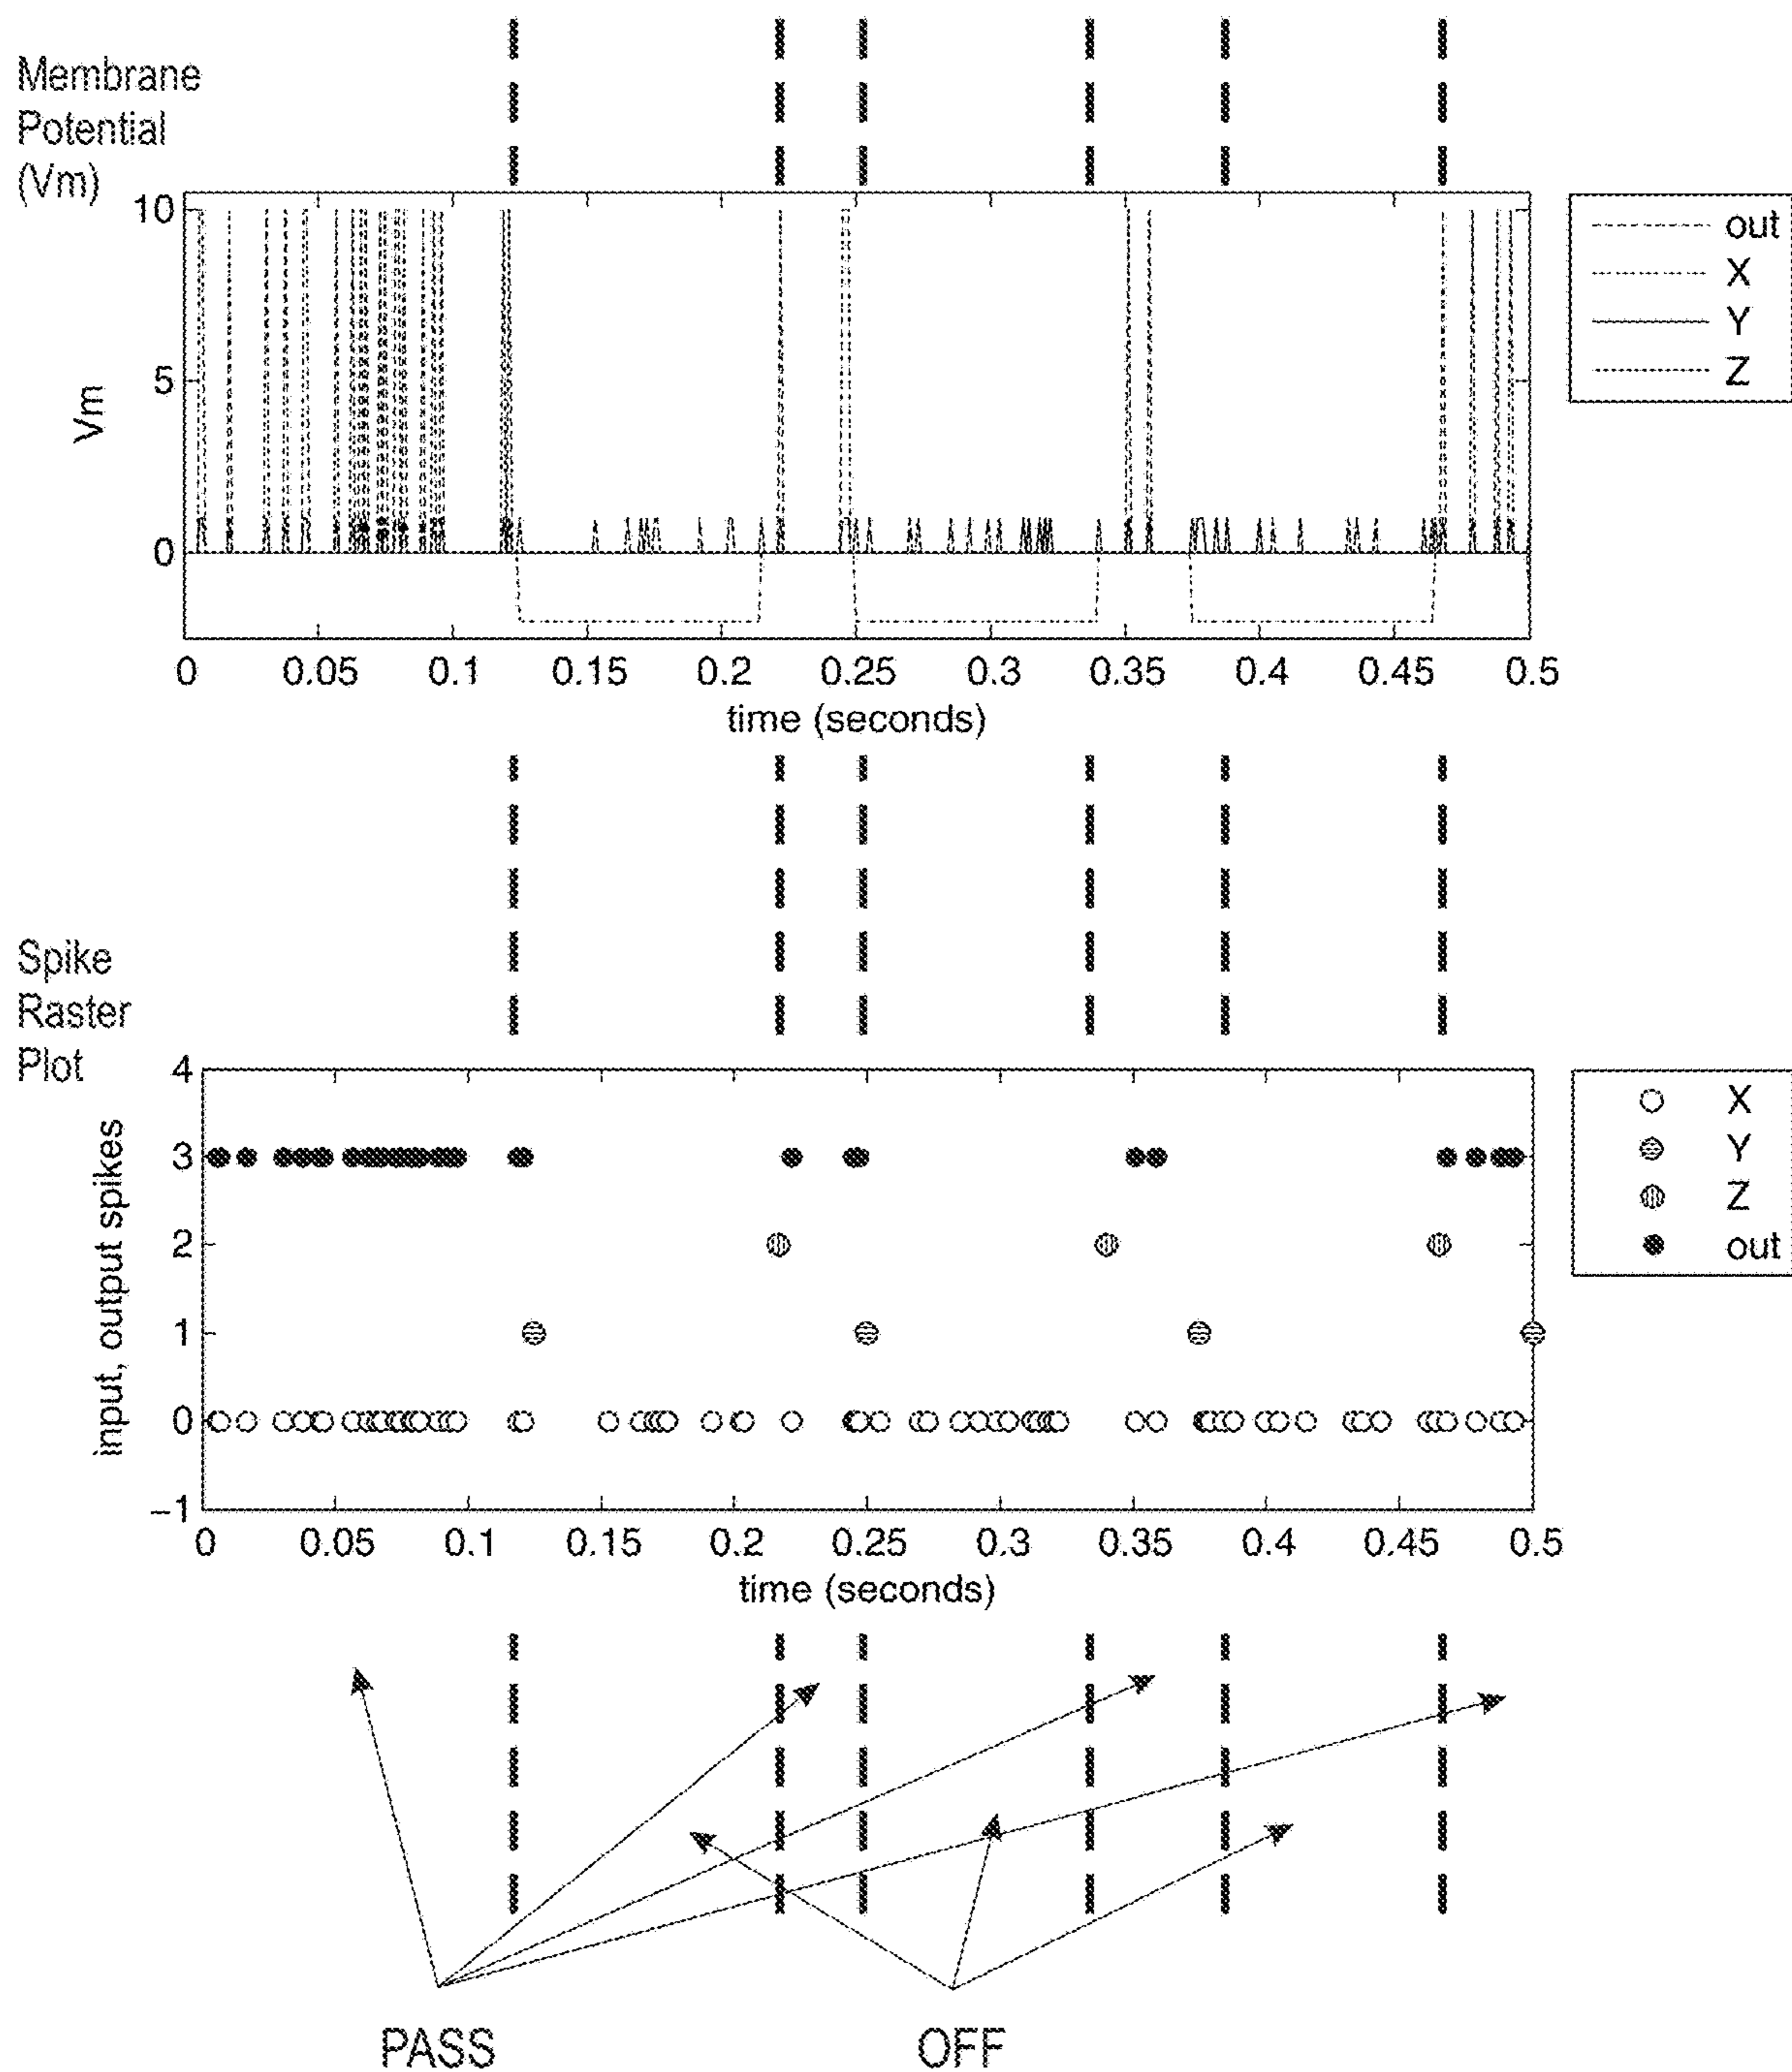 Membrane
Potential
(Vm)
10
5
0
Vm
out
X
Y
Z
0 0.05 0.1 0.15 0.2 0.25 0.3 0.35 0.4 0.45 0.5
time (seconds)
Spike
Raster
Plot
4
3
2
1
0
−1
input, output spikes
X
Y
Z
out
0 0.05 0.1 0.15 0.2 0.25 0.3 0.35 0.4 0.45 0.5
time (seconds)
PASS OFF